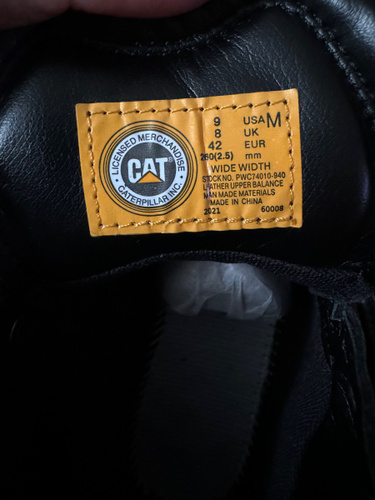 9 USA M
8 UK
42 EUR
260(2.5) mm
WIDE WIDTH
STOCK NO. PWC74010-940
LEATHER UPPER BALANCE
MAN MADE MATERIALS
MADE IN CHINA
2021 60008
LICENSED MERCHANDISE
CAT
CATERPILLAR INC.